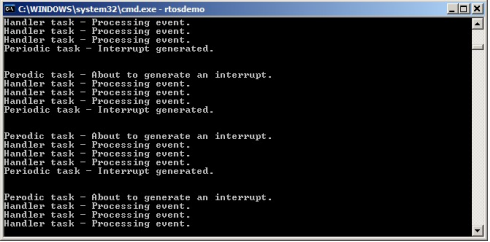 C:\WINDOWS\system32\cmd.exe - rtosdemo
Handler task - Processing event.
Handler task - Processing event.
Handler task - Processing event.
Periodic task - Interrupt generated.
Perodic task - About to generate an interrupt.
Handler task - Processing event.
Handler task - Processing event.
Handler task - Processing event.
Periodic task - Interrupt generated.
Perodic task - About to generate an interrupt.
Handler task - Processing event.
Handler task - Processing event.
Handler task - Processing event.
Periodic task - Interrupt generated.
Perodic task - About to generate an interrupt.
Handler task - Processing event.
Handler task - Processing event.
Handler task - Processing event.